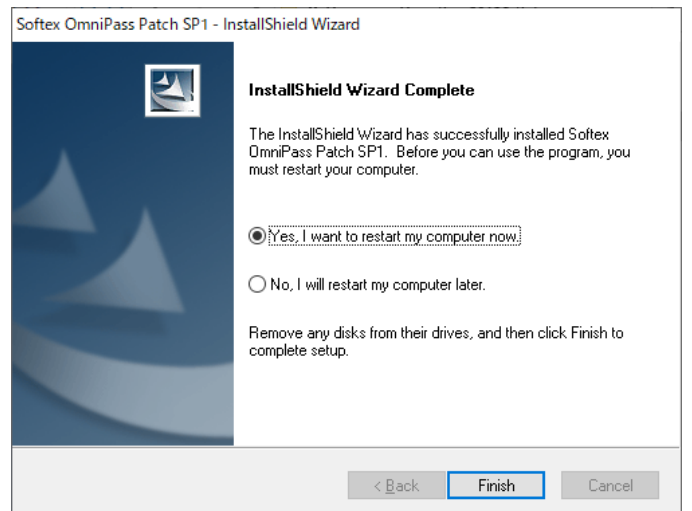 Softex OmniPass Patch SP1 - InstallShield Wizard
InstallShield Wizard Complete
The InstallShield Wizard has successfully installed Softex
OmniPass Patch SP1. Before you can use the program, you
must restart your computer.
Yes, I want to restart my computer now.
No, I will restart my computer later.
Remove any disks from their drives, and then click Finish to
complete setup.
< Back
Finish
Cancel